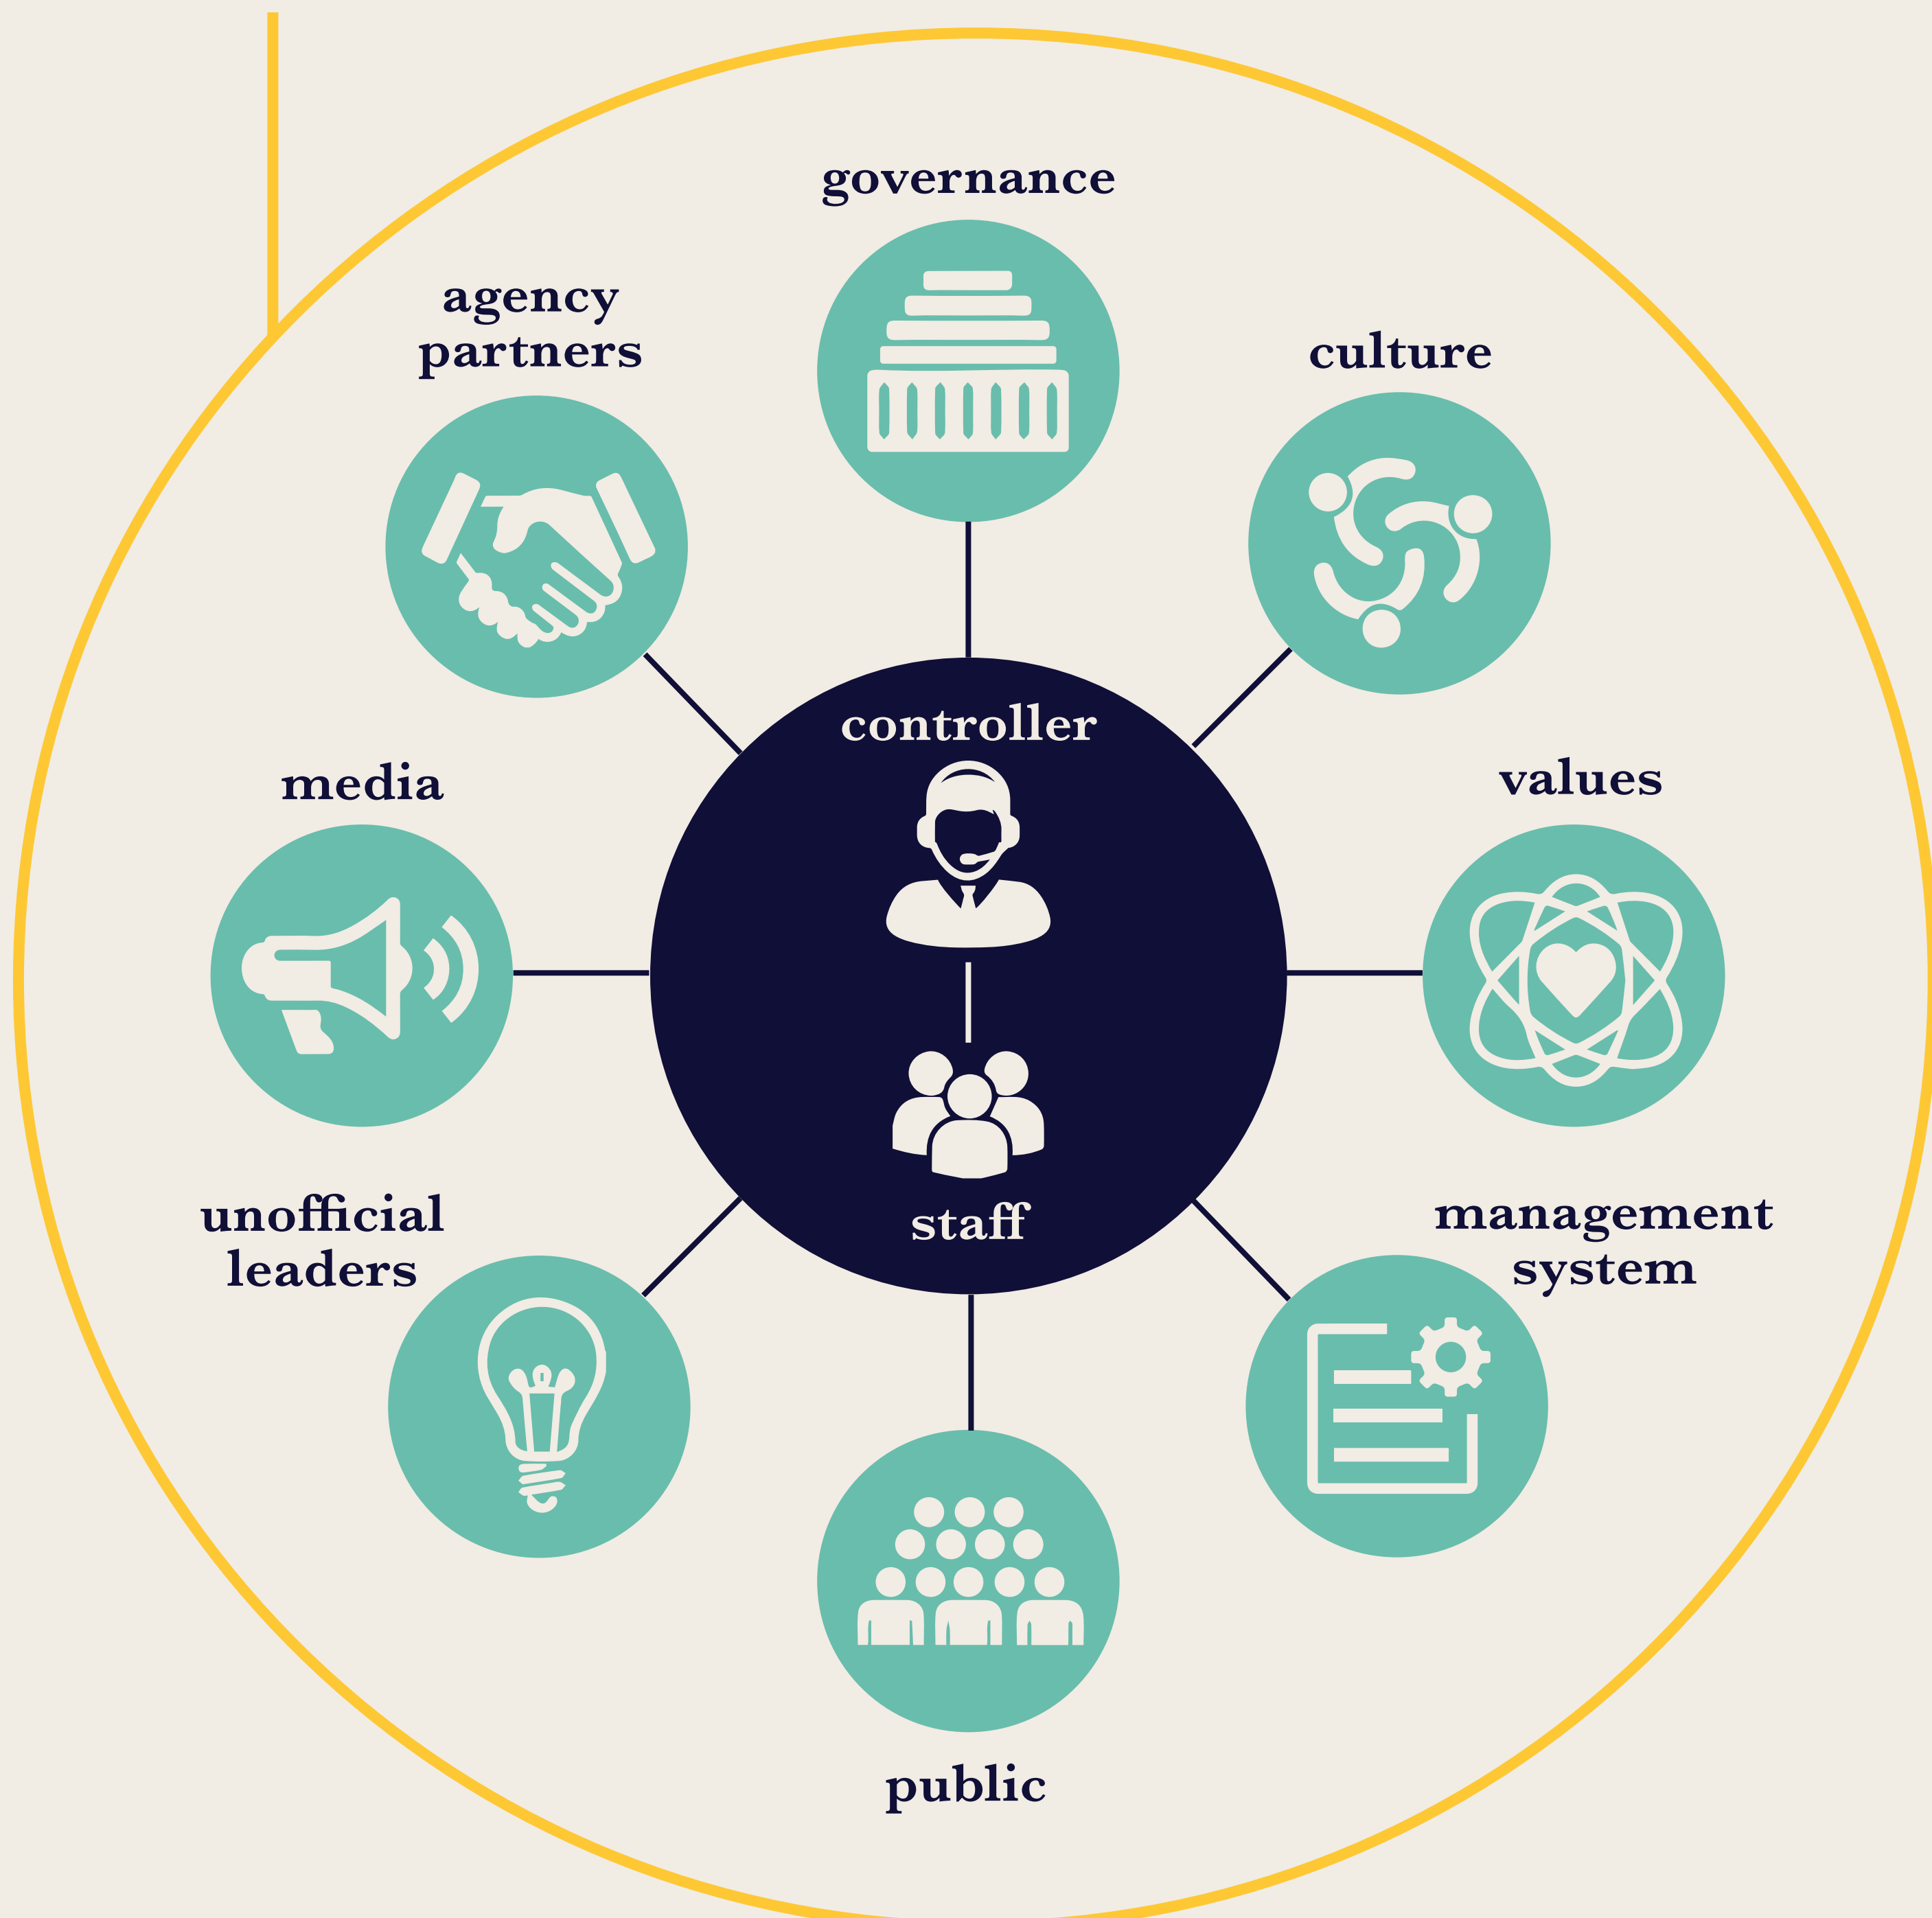 governance
agency
partners
culture
controller
media
values
unofficial
leaders
management
system
staff
public